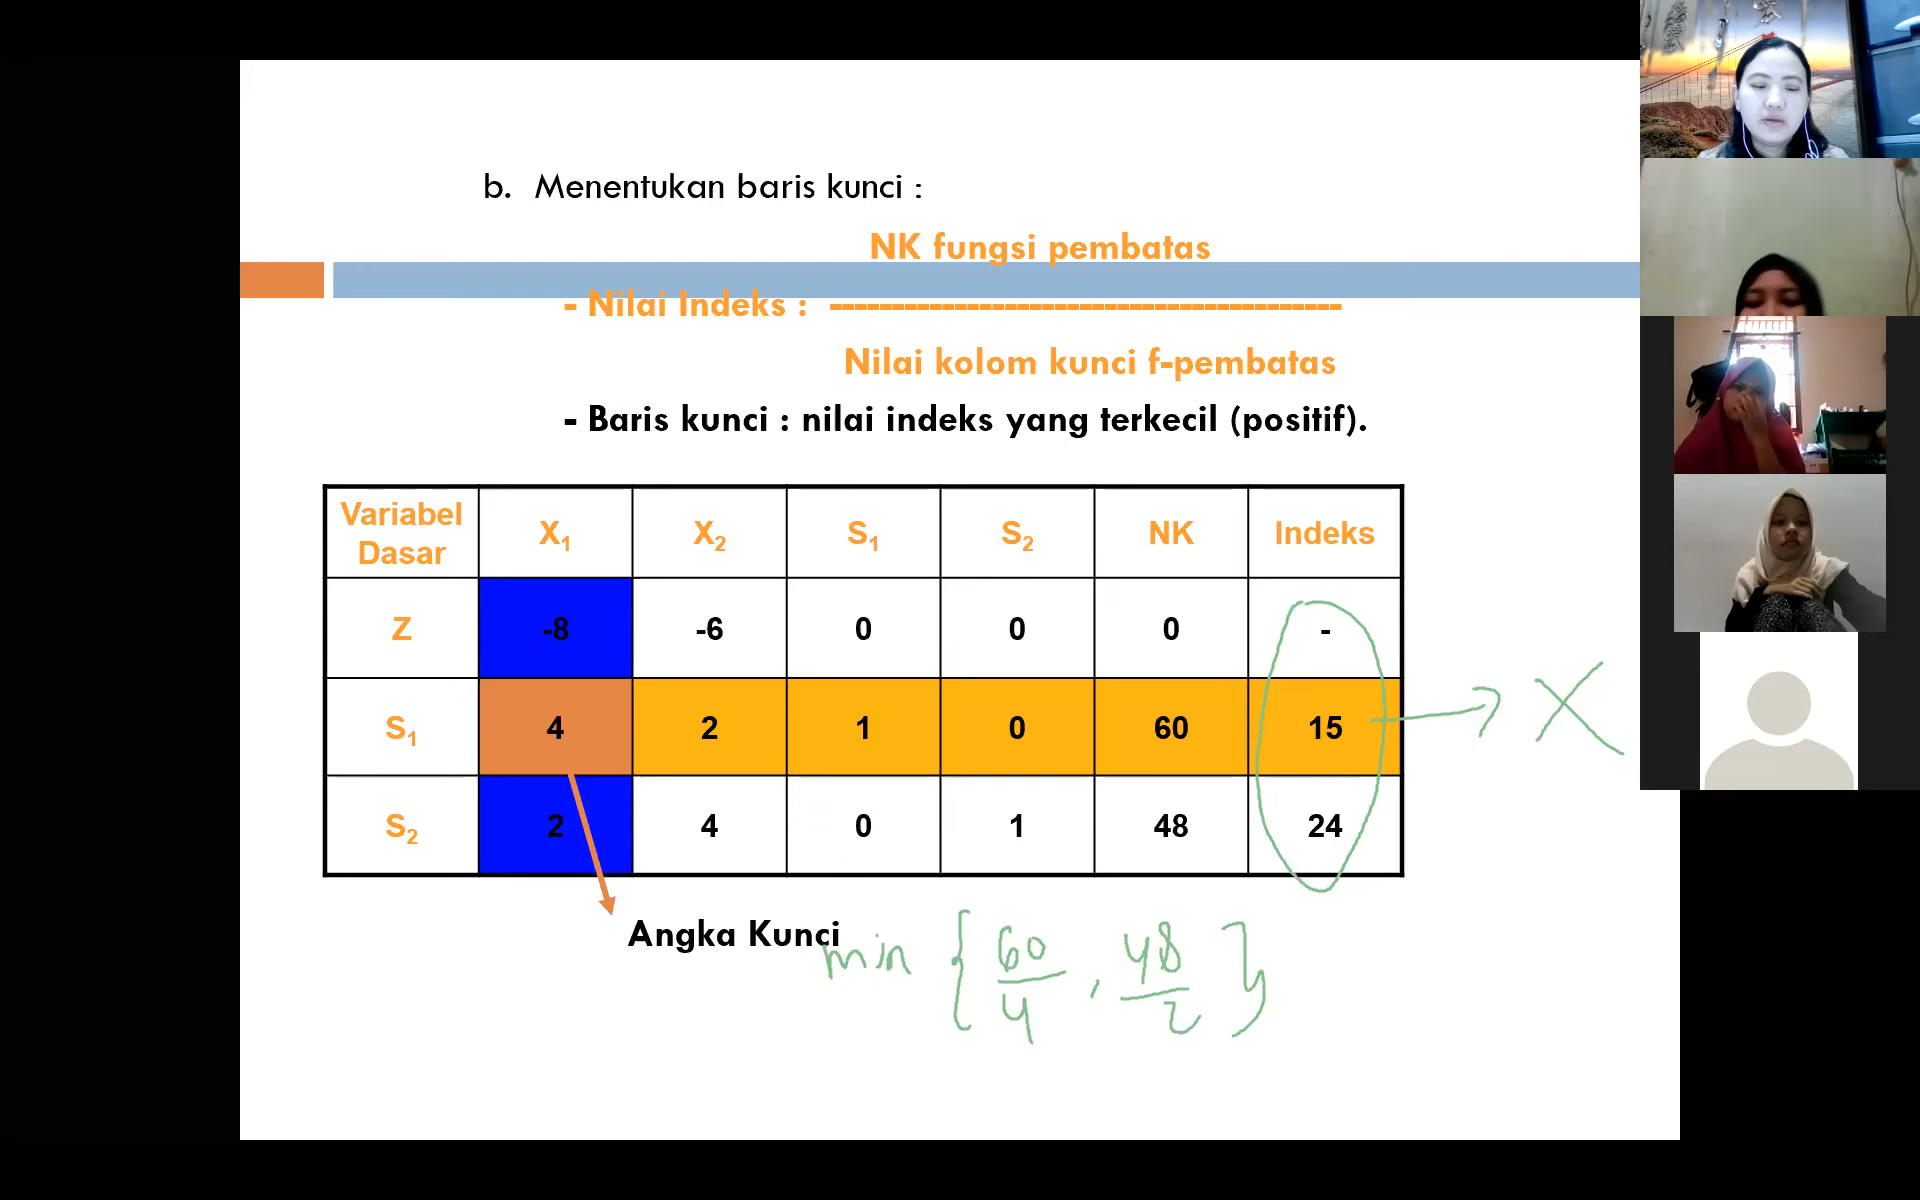 b. Menentukan baris kunci :
NK fungsi pembatas
- Nilai Indeks : -----------------------------------------
Nilai kolom kunci f-pembatas
- Baris kunci : nilai indeks yang terkecil (positif).
Variabel Dasar X₁ X₂ S₁ S₂ NK Indeks
Z -8 -6 0 0 0 -
S₁ 4 2 1 0 60 15 → X
S₂ 2 4 0 1 48 24
Angka Kunci
min { 60/4 , 48/2 }